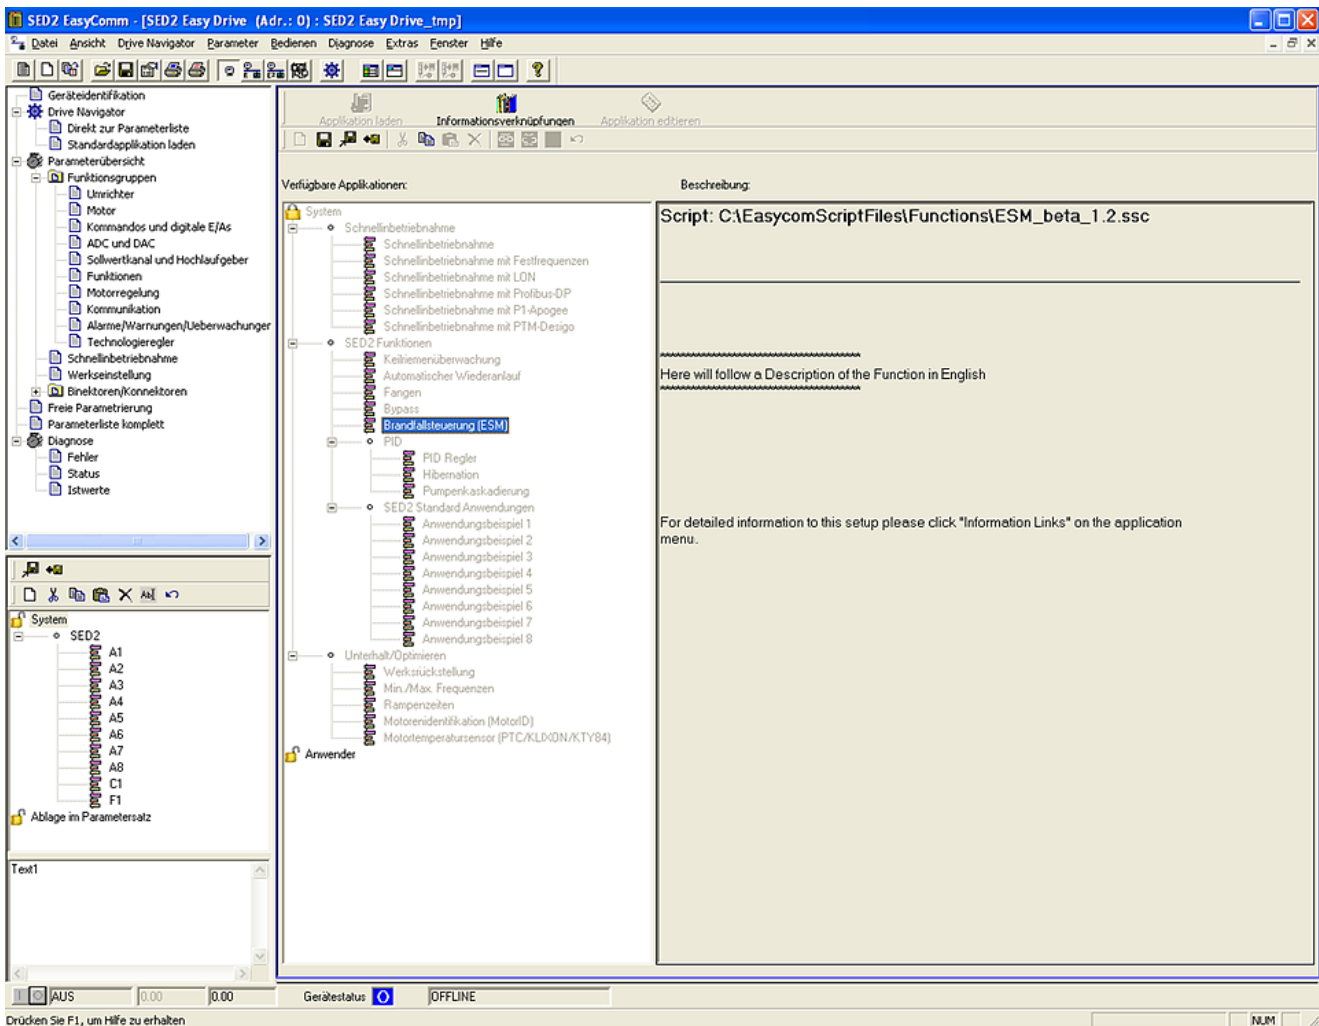 SED2 EasyComm - [SED2 Easy Drive (Adr.: 0) : SED2 Easy Drive_tmp]
Datei Ansicht Drive Navigator Parameter Bedienen Diagnose Extras Fenster Hilfe
Geräteidentifikation
Drive Navigator
Direkt zur Parameterliste
Standardapplikation laden
Parameterübersicht
Funktionsgruppen
Umrichter
Motor
Kommandos und digitale E/As
ADC und DAC
Sollwertkanal und Hochlaufgeber
Funktionen
Motorregelung
Kommunikation
Alarme/Warnungen/Ueberwachungen
Technologieregler
Schnellinbetriebnahme
Werkseinstellung
Binektoren/Konnektoren
Freie Parametrierung
Parameterliste komplett
Diagnose
Fehler
Status
Istwerte
System
SED2
A1
A2
A3
A4
A5
A6
A7
A8
C1
F1
Ablage im Parametersatz
Text1
Applikation laden Informationsverknüpfungen Applikation editieren
Verfügbare Applikationen: Beschreibung:
System
Schnellinbetriebnahme
Schnellinbetriebnahme
Schnellinbetriebnahme mit Festfrequenzen
Schnellinbetriebnahme mit LON
Schnellinbetriebnahme mit Profibus-DP
Schnellinbetriebnahme mit P1-Apogee
Schnellinbetriebnahme mit PTM-Desigo
SED2 Funktionen
Keilriemenüberwachung
Automatischer Wiederanlauf
Fangen
Bypass
Brandfallsteuerung (ESM)
PID
PID Regler
Hibernation
Pumpenkaskadierung
SED2 Standard Anwendungen
Anwendungsbeispiel 1
Anwendungsbeispiel 2
Anwendungsbeispiel 3
Anwendungsbeispiel 4
Anwendungsbeispiel 5
Anwendungsbeispiel 6
Anwendungsbeispiel 7
Anwendungsbeispiel 8
Unterhalt/Optimieren
Werksrückstellung
Min./Max. Frequenzen
Rampenzeiten
Motorenidentifikation (MotorID)
Motortemperatursensor (PTC/KLIXON/KTY84)
Anwender
Script: C:\EasycomScriptFiles\Functions\ESM_beta_1.2.ssc
Here will follow a Description of the Function in English
For detailed information to this setup please click "Information Links" on the application
menu.
AUS 0.00 0.00 Gerätestatus OFFLINE
Drücken Sie F1, um Hilfe zu erhalten NUM